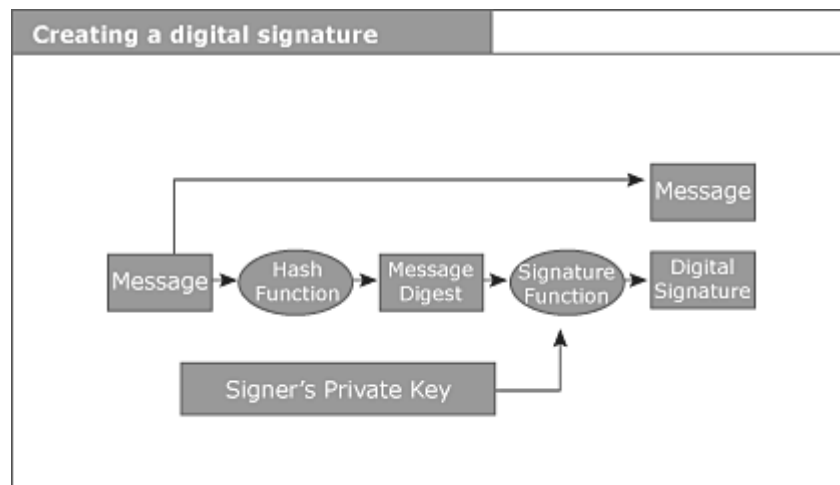 Creating a digital signature
Message
Message
Hash
Function
Message
Digest
Signature
Function
Digital
Signature
Signer's Private Key